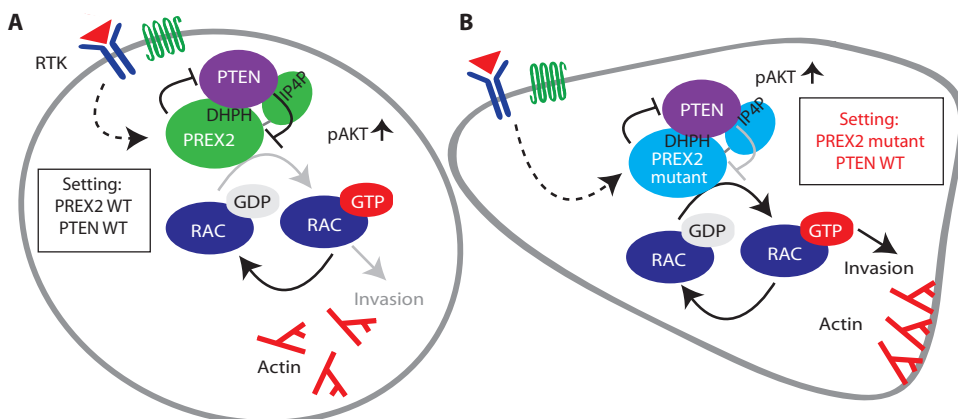 A
RTK
PTEN
IP4P
DHPH
PREX2
pAKT
Setting:
PREX2 WT
PTEN WT
GDP
GTP
RAC
RAC
Invasion
Actin
B
pAKT
PTEN
IP4P
DHPH
PREX2
mutant
Setting:
PREX2 mutant
PTEN WT
GDP
GTP
RAC
RAC
Invasion
Actin